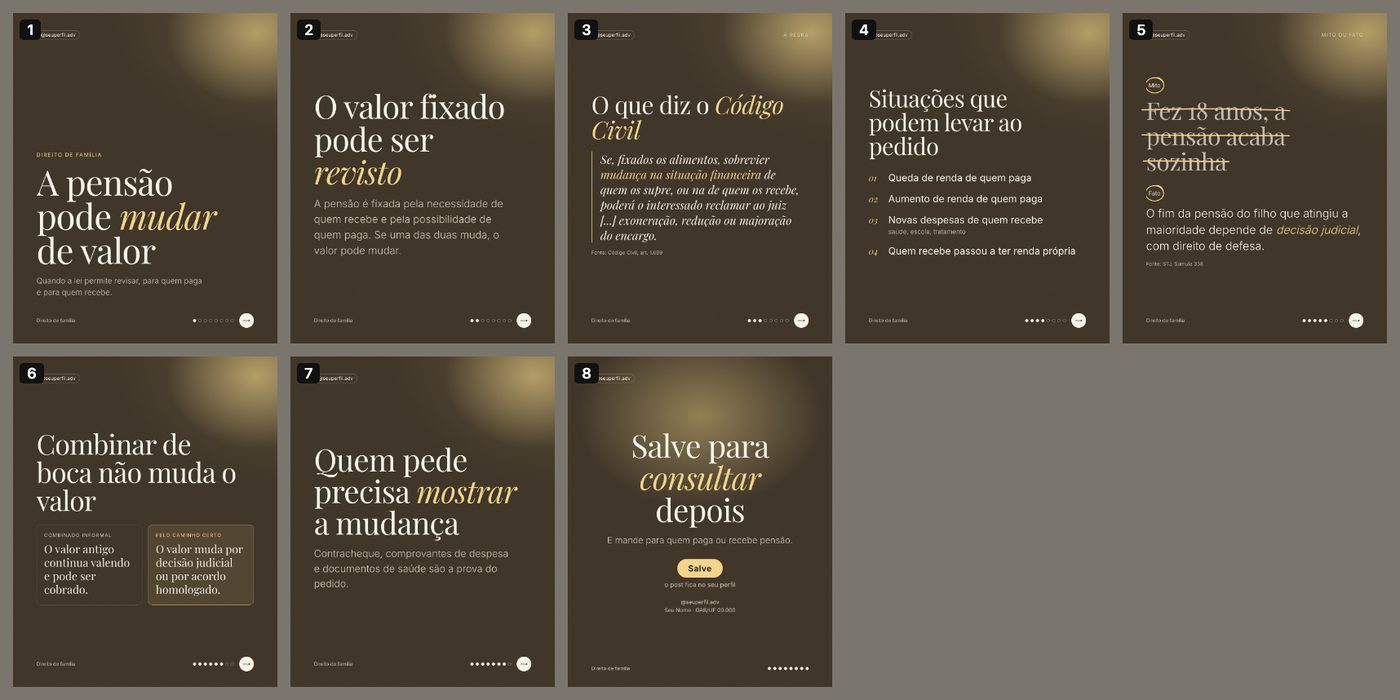 1
@seuperfil.adv
DIREITO DE FAMÍLIA
A pensão
pode mudar
de valor
Quando a lei permite revisar, para quem paga
e para quem recebe.
Direito de família
2
@seuperfil.adv
O valor fixado
pode ser
revisto
A pensão é fixada pela necessidade de
quem recebe e pela possibilidade de
quem paga. Se uma das duas muda, o
valor pode mudar.
Direito de família
3
@seuperfil.adv
A REGRA
O que diz o Código
Civil
Se, fixados os alimentos, sobrevier
mudança na situação financeira de
quem os supre, ou na de quem os recebe,
poderá o interessado reclamar ao juiz
[...] exoneração, redução ou majoração
do encargo.
Fonte: Código Civil, art. 1.699
Direito de família
4
@seuperfil.adv
Situações que
podem levar ao
pedido
01 Queda de renda de quem paga
02 Aumento de renda de quem paga
03 Novas despesas de quem recebe
saúde, escola, tratamento
04 Quem recebe passou a ter renda própria
Direito de família
5
@seuperfil.adv
MITO OU FATO
Mito
Fez 18 anos, a
pensão acaba
sozinha
Fato
O fim da pensão do filho que atingiu a
maioridade depende de decisão judicial,
com direito de defesa.
Fonte: STJ, Súmula 358
Direito de família
6
@seuperfil.adv
Combinar de
boca não muda o
valor
COMBINADO INFORMAL
O valor antigo
continua valendo
e pode ser
cobrado.
PELO CAMINHO CERTO
O valor muda por
decisão judicial
ou por acordo
homologado.
Direito de família
7
@seuperfil.adv
Quem pede
precisa mostrar
a mudança
Contracheque, comprovantes de despesa
e documentos de saúde são a prova do
pedido.
Direito de família
8
@seuperfil.adv
Salve para
consultar
depois
E mande para quem paga ou recebe pensão.
Salve
o post fica no seu perfil
@seuperfil.adv
Seu Nome · OAB/UF 00.000
Direito de família